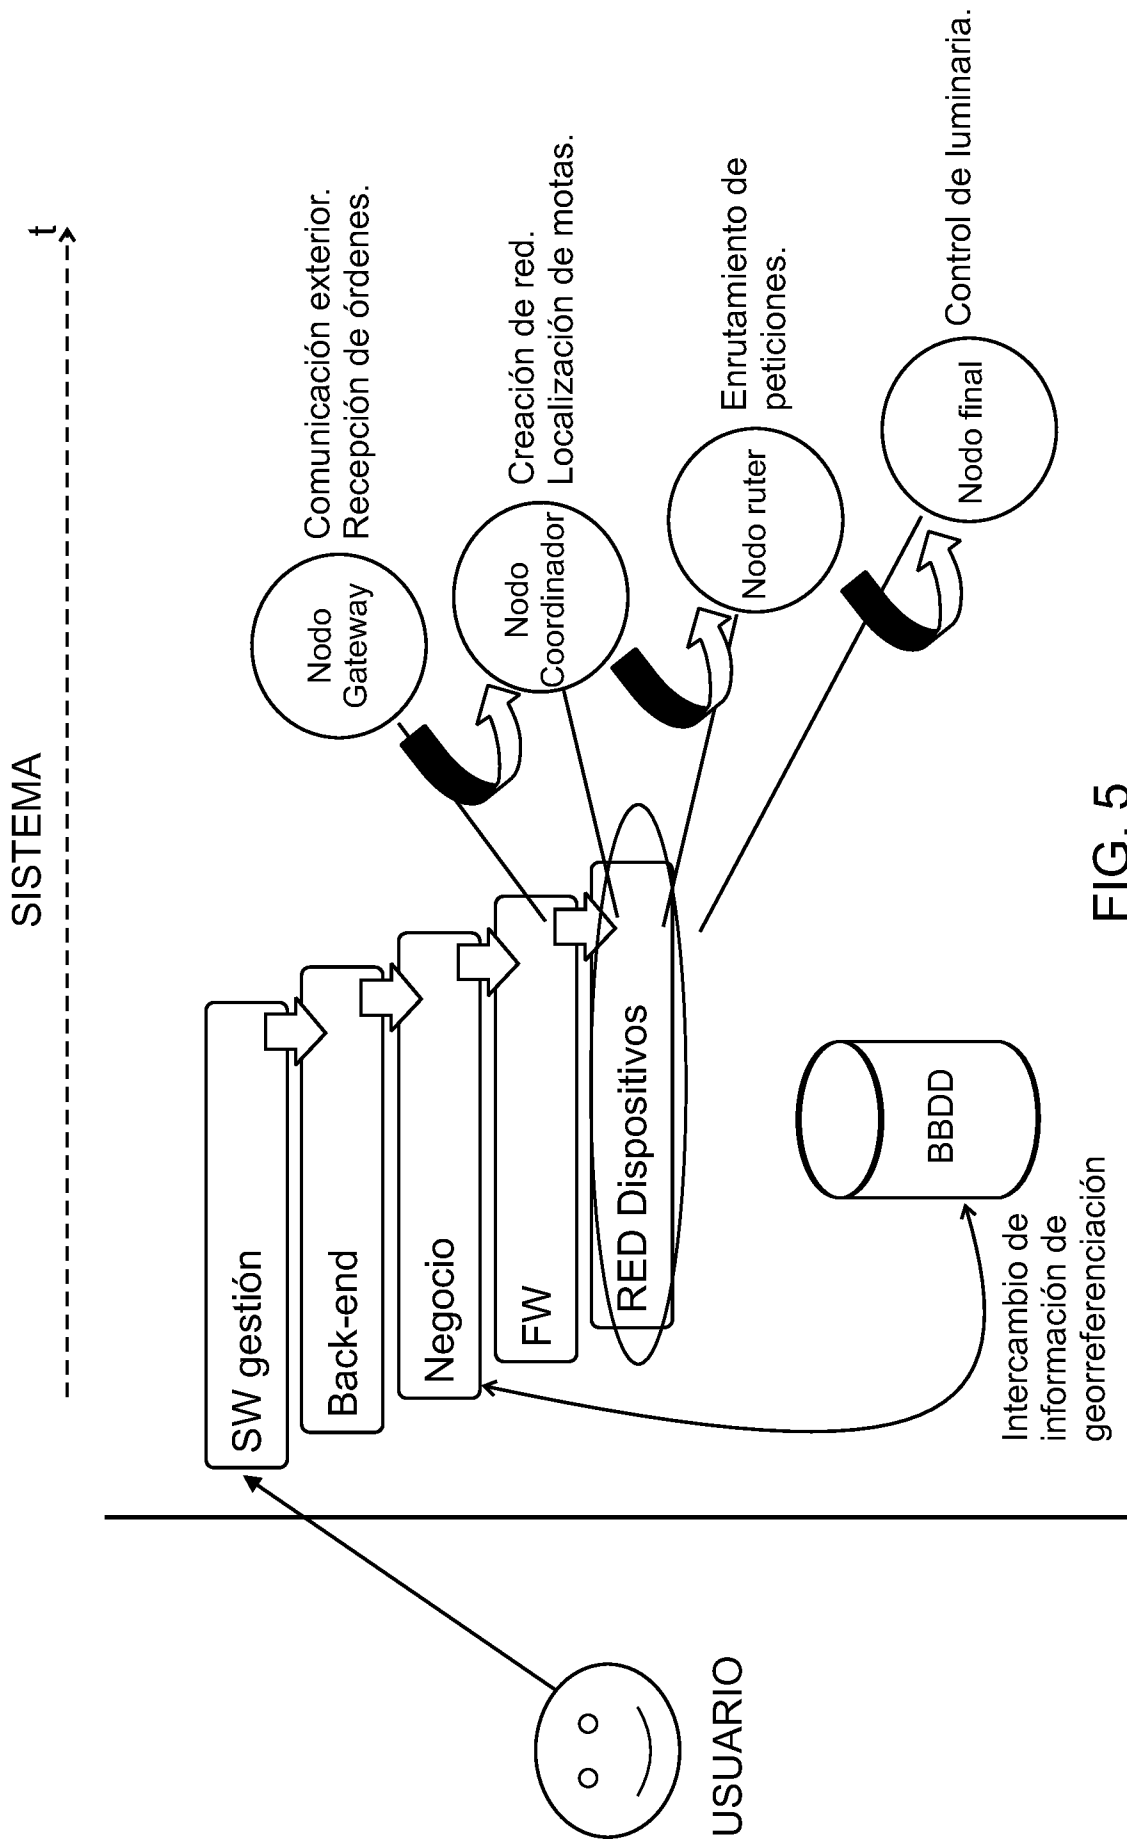 SISTEMA
t
SW gestión
Back-end
Negocio
FW
RED Dispositivos
Nodo
Gateway
Comunicación exterior.
Recepción de órdenes.
Nodo
Coordinador
Creación de red.
Localización de motas.
Nodo ruter
Enrutamiento de
peticiones.
Nodo final
Control de luminaria.
BBDD
Intercambio de
información de
georreferenciación
USUARIO
FIG. 5